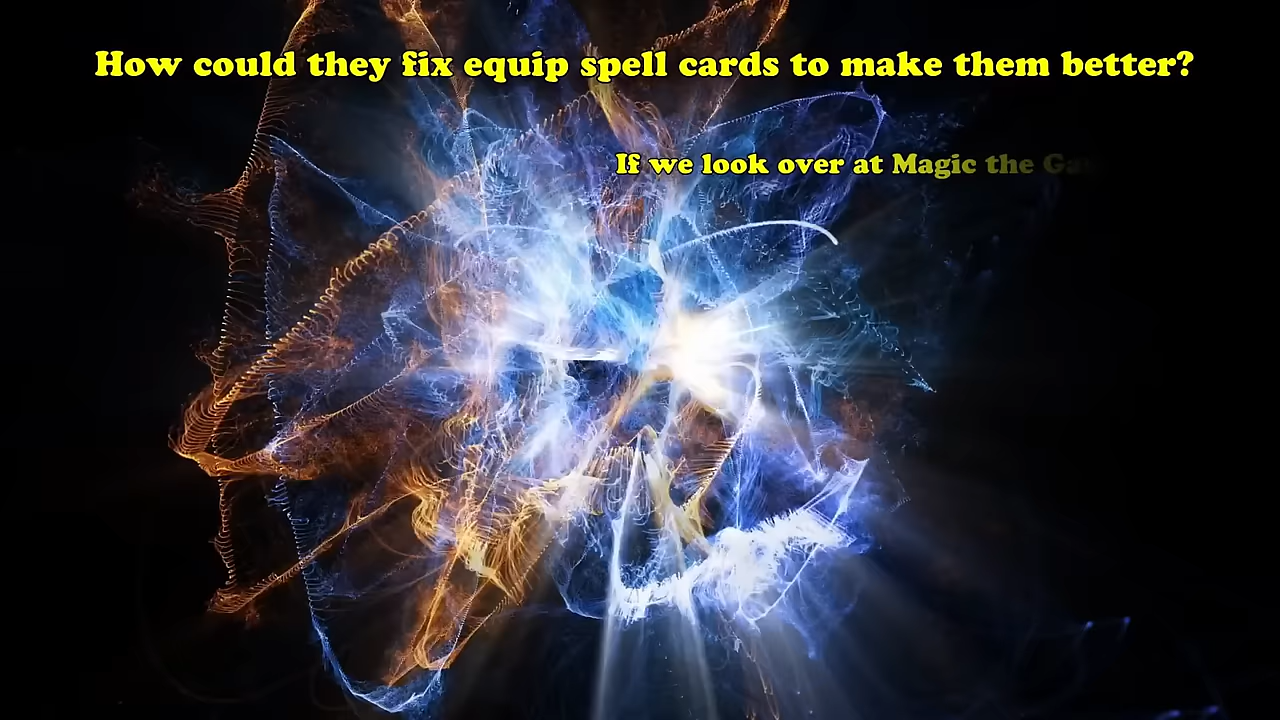 How could they fix equip spell cards to make them better?
If we look over at Magic the